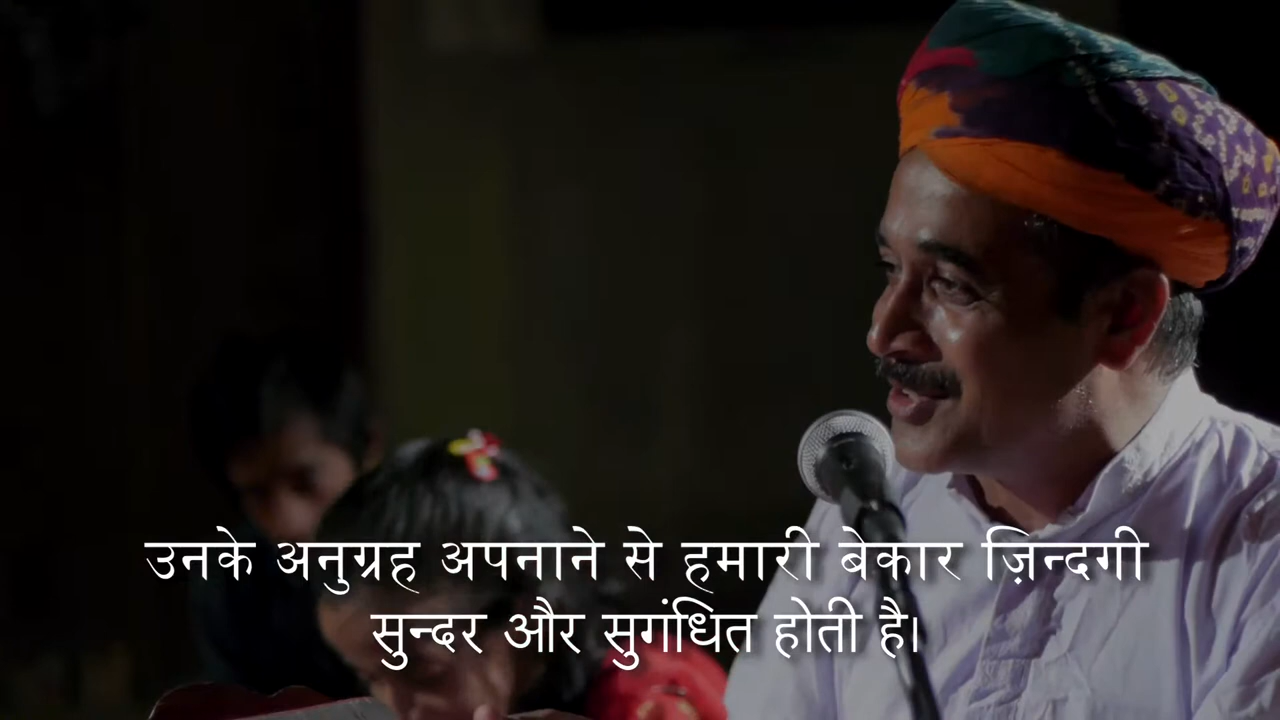 उनके अनुग्रह अपनाने से हमारी बेकार ज़िन्दगी
सुन्दर और सुगंधित होती है।